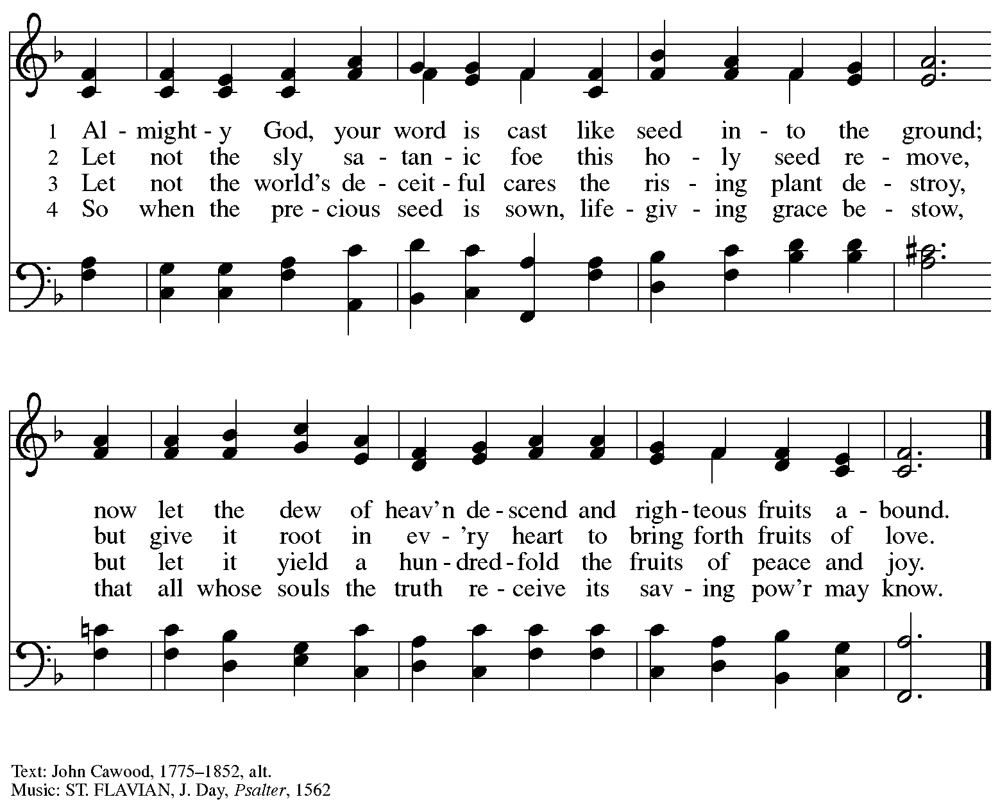 1 Al - might - y God, your word is cast like seed in - to the ground;
2 Let not the sly sa - tan - ic foe this ho - ly seed re - move,
3 Let not the world's de - ceit - ful cares the ris - ing plant de - stroy,
4 So when the pre - cious seed is sown, life - giv - ing grace be - stow,
now let the dew of heav'n de - scend and righ - teous fruits a - bound.
but give it root in ev - 'ry heart to bring forth fruits of love.
but let it yield a hun - dred - fold the fruits of peace and joy.
that all whose souls the truth re - ceive its sav - ing pow'r may know.
Text: John Cawood, 1775–1852, alt.
Music: ST. FLAVIAN, J. Day, Psalter, 1562